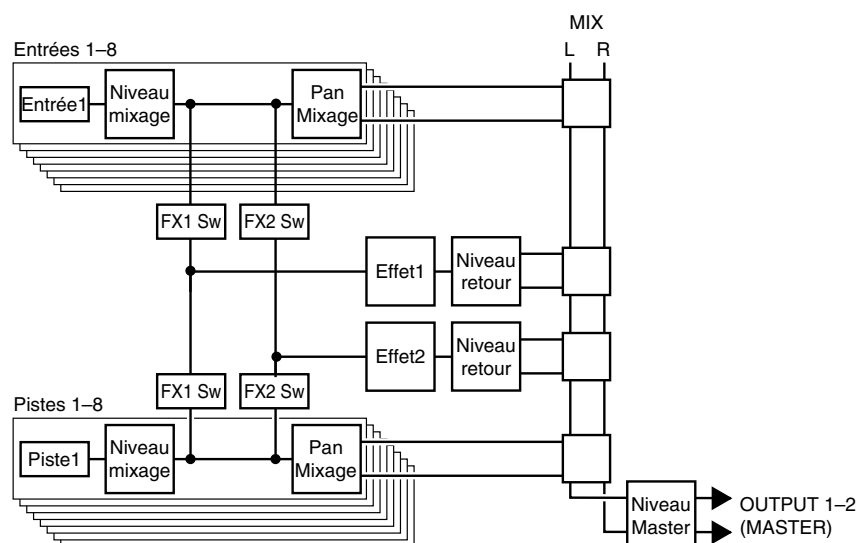 MIX
L R
Entrées 1–8
Entrée1
Niveau
mixage
Pan
Mixage
FX1 Sw
FX2 Sw
Effet1
Niveau
retour
Effet2
Niveau
retour
FX1 Sw
FX2 Sw
Pistes 1–8
Piste1
Niveau
mixage
Pan
Mixage
Niveau
Master
OUTPUT 1–2
(MASTER)